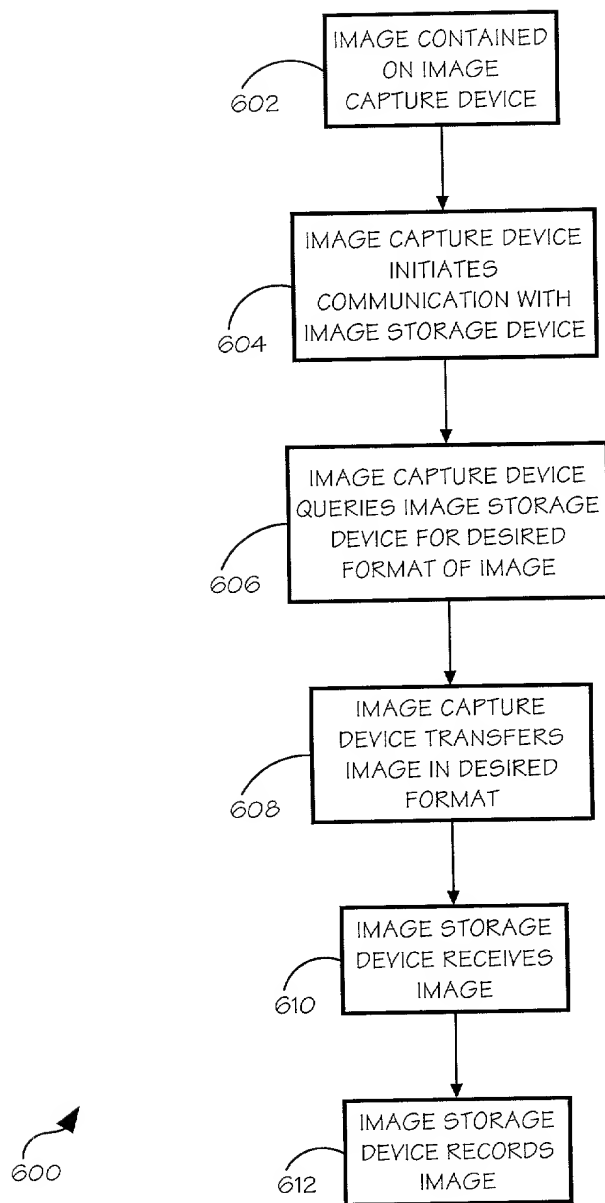 IMAGE CONTAINED
ON IMAGE
CAPTURE DEVICE
602
IMAGE CAPTURE DEVICE
INITIATES
COMMUNICATION WITH
IMAGE STORAGE DEVICE
604
IMAGE CAPTURE DEVICE
QUERIES IMAGE STORAGE
DEVICE FOR DESIRED
FORMAT OF IMAGE
606
IMAGE CAPTURE
DEVICE TRANSFERS
IMAGE IN DESIRED
FORMAT
608
IMAGE STORAGE
DEVICE RECEIVES
IMAGE
610
IMAGE STORAGE
DEVICE RECORDS
IMAGE
612
600